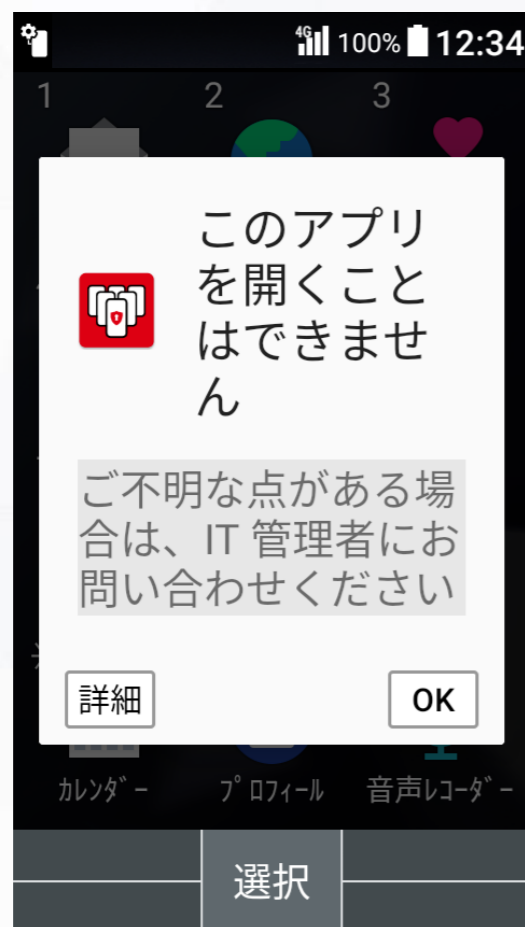 4G 100% 12:34
1 2 3
このアプリ
を開くこと
はできませ
ん
ご不明な点がある場
合は、IT 管理者にお
問い合わせください
詳細 OK
ｶﾚﾝﾀﾞｰ ﾌﾟﾛﾌｨｰﾙ 音声ﾚｺｰﾀﾞｰ
選択